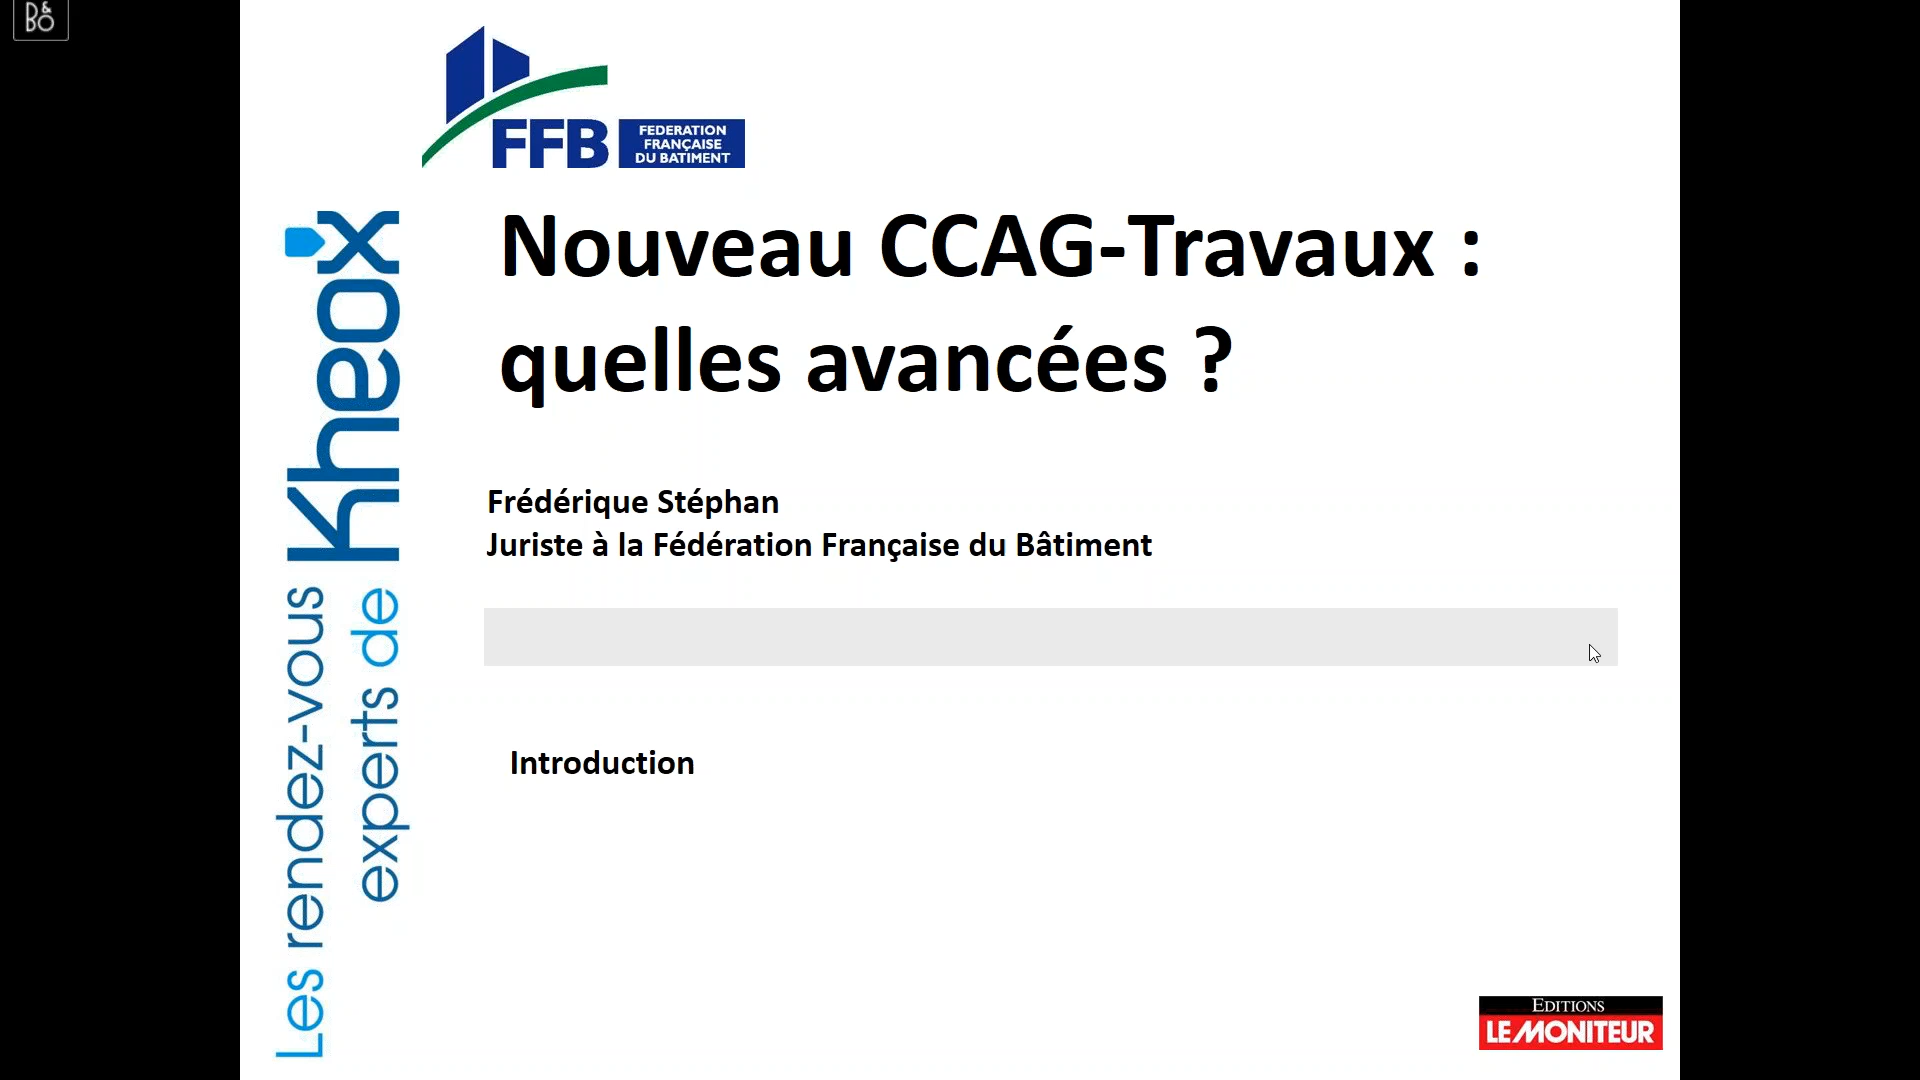 B&O
FFB
FEDERATION
FRANÇAISE
DU BATIMENT
Nouveau CCAG-Travaux :
quelles avancées ?
Les rendez-vous
experts de
Kheox
Frédérique Stéphan
Juriste à la Fédération Française du Bâtiment
Introduction
EDITIONS
LE MONITEUR